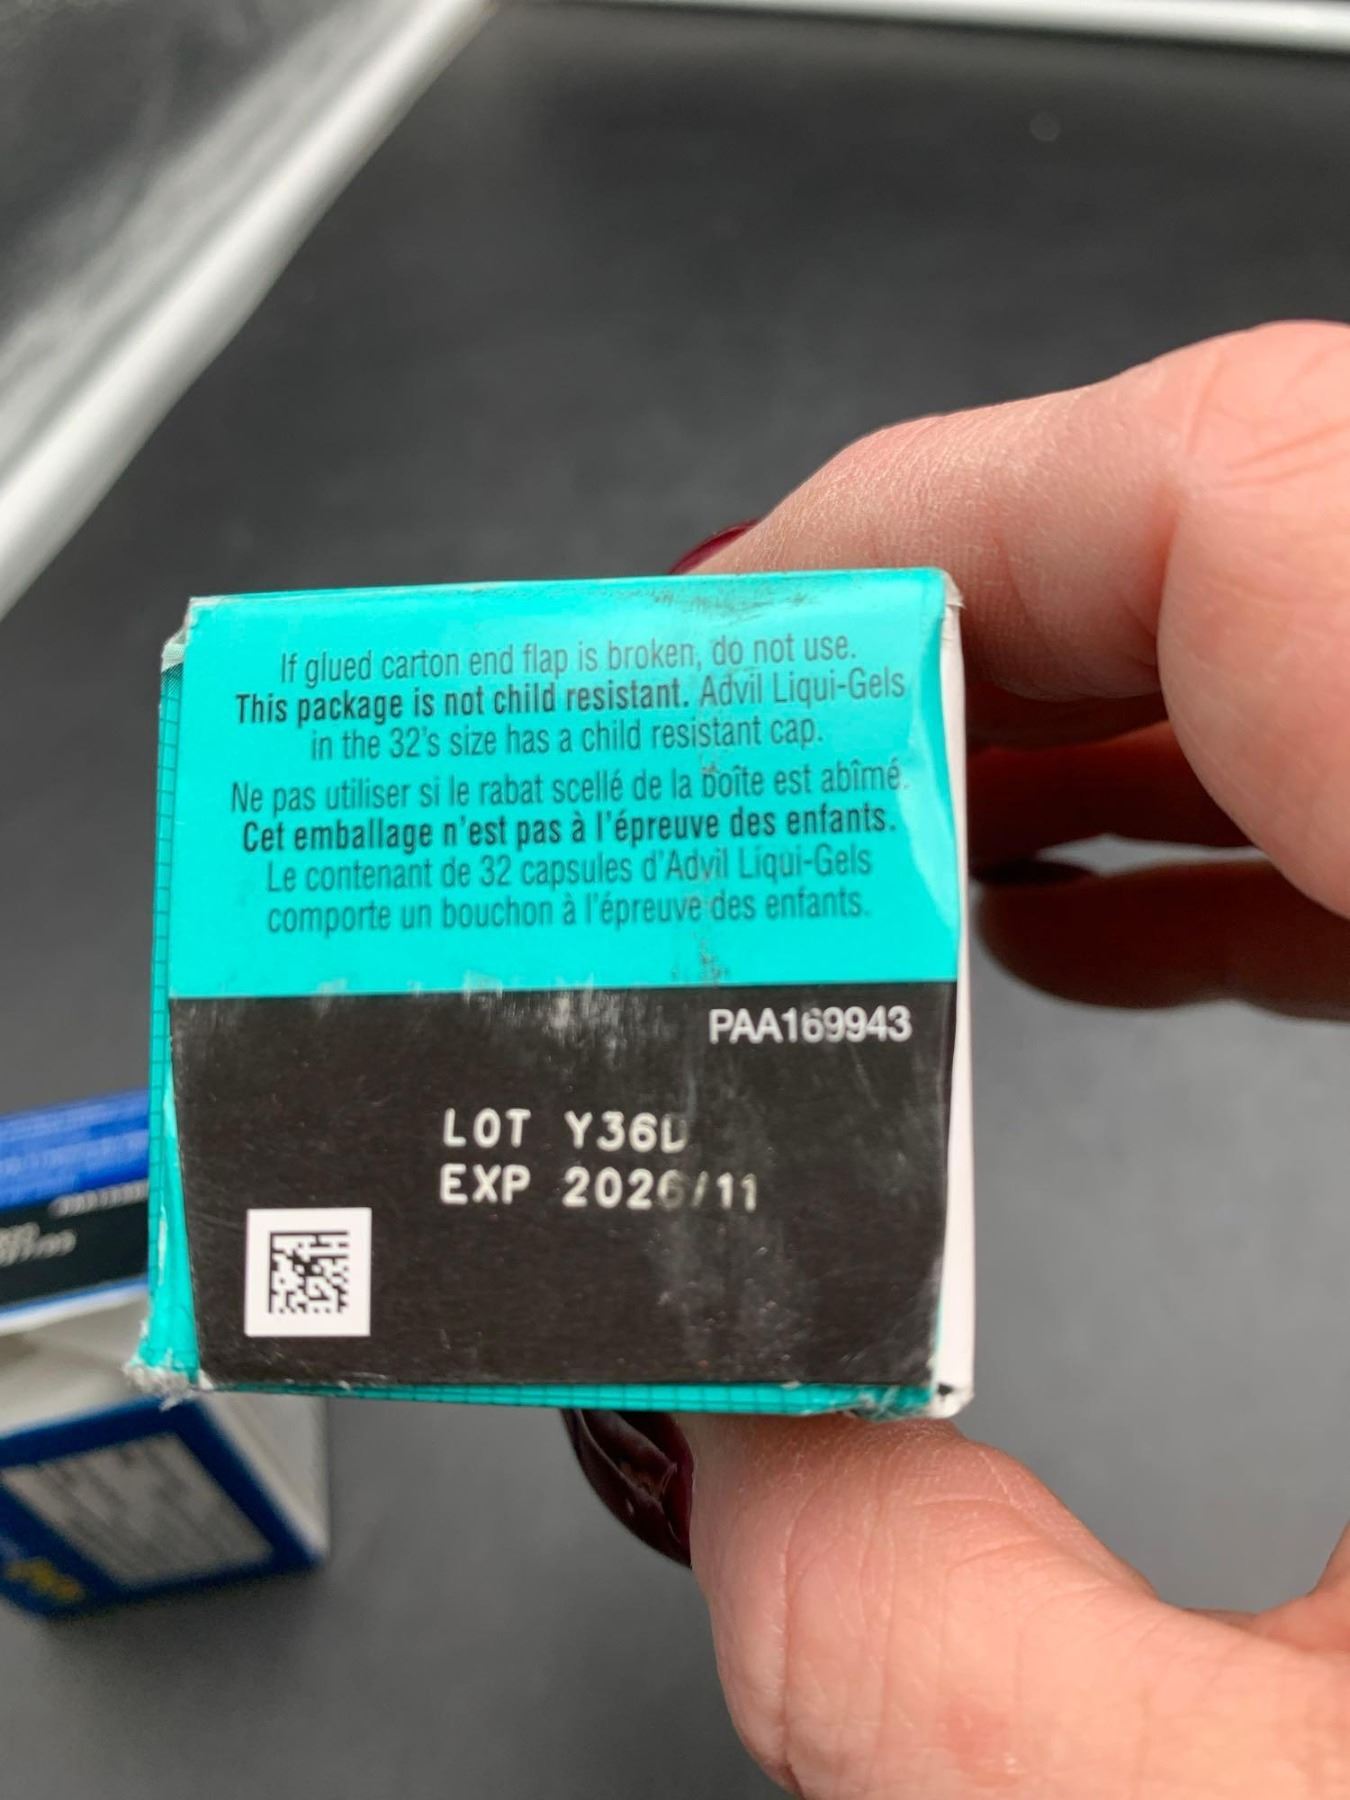 If glued carton end flap is broken, do not use.
This package is not child resistant. Advil Liqui-Gels
in the 32's size has a child resistant cap.
Ne pas utiliser si le rabat scellé de la boîte est abîmé.
Cet emballage n'est pas à l'épreuve des enfants.
Le contenant de 32 capsules d'Advil Liqui-Gels
comporte un bouchon à l'épreuve des enfants.
PAA169943
LOT Y36D
EXP 2026/11